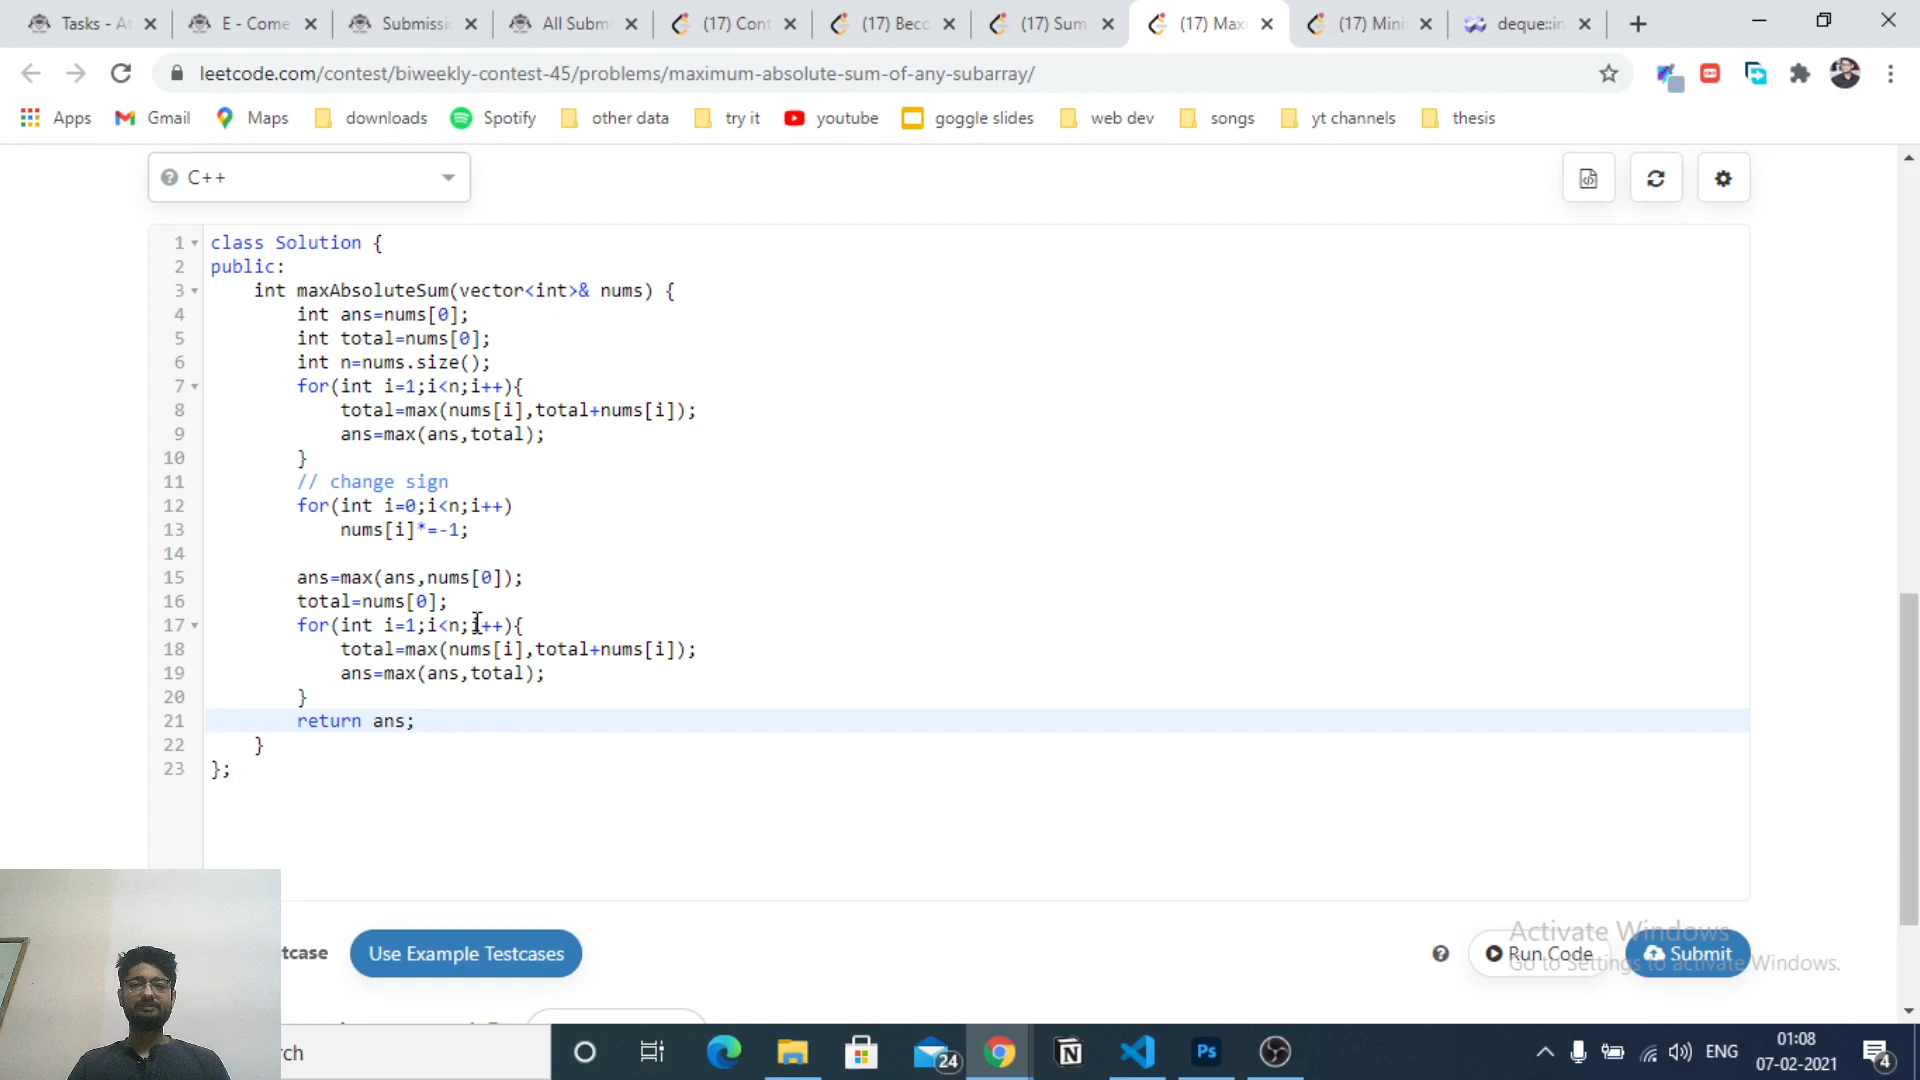 Tasks - At
E - Come
Submissic
All Subm
(17) Cont
(17) Beco
(17) Sum
(17) Max
(17) Mini
deque::in
leetcode.com/contest/biweekly-contest-45/problems/maximum-absolute-sum-of-any-subarray/
Apps
Gmail
Maps
downloads
Spotify
other data
try it
youtube
goggle slides
web dev
songs
yt channels
thesis
C++
1 class Solution {
2 public:
3 int maxAbsoluteSum(vector<int>& nums) {
4 int ans=nums[0];
5 int total=nums[0];
6 int n=nums.size();
7 for(int i=1;i<n;i++){
8 total=max(nums[i],total+nums[i]);
9 ans=max(ans,total);
10 }
11 // change sign
12 for(int i=0;i<n;i++)
13 nums[i]*=-1;
14
15 ans=max(ans,nums[0]);
16 total=nums[0];
17 for(int i=1;i<n;i++){
18 total=max(nums[i],total+nums[i]);
19 ans=max(ans,total);
20 }
21 return ans;
22 }
23 };
tcase
Use Example Testcases
Run Code
Submit
Activate Windows
Go to Settings to activate Windows.
rch
24
Ps
ENG
01:08
07-02-2021
4